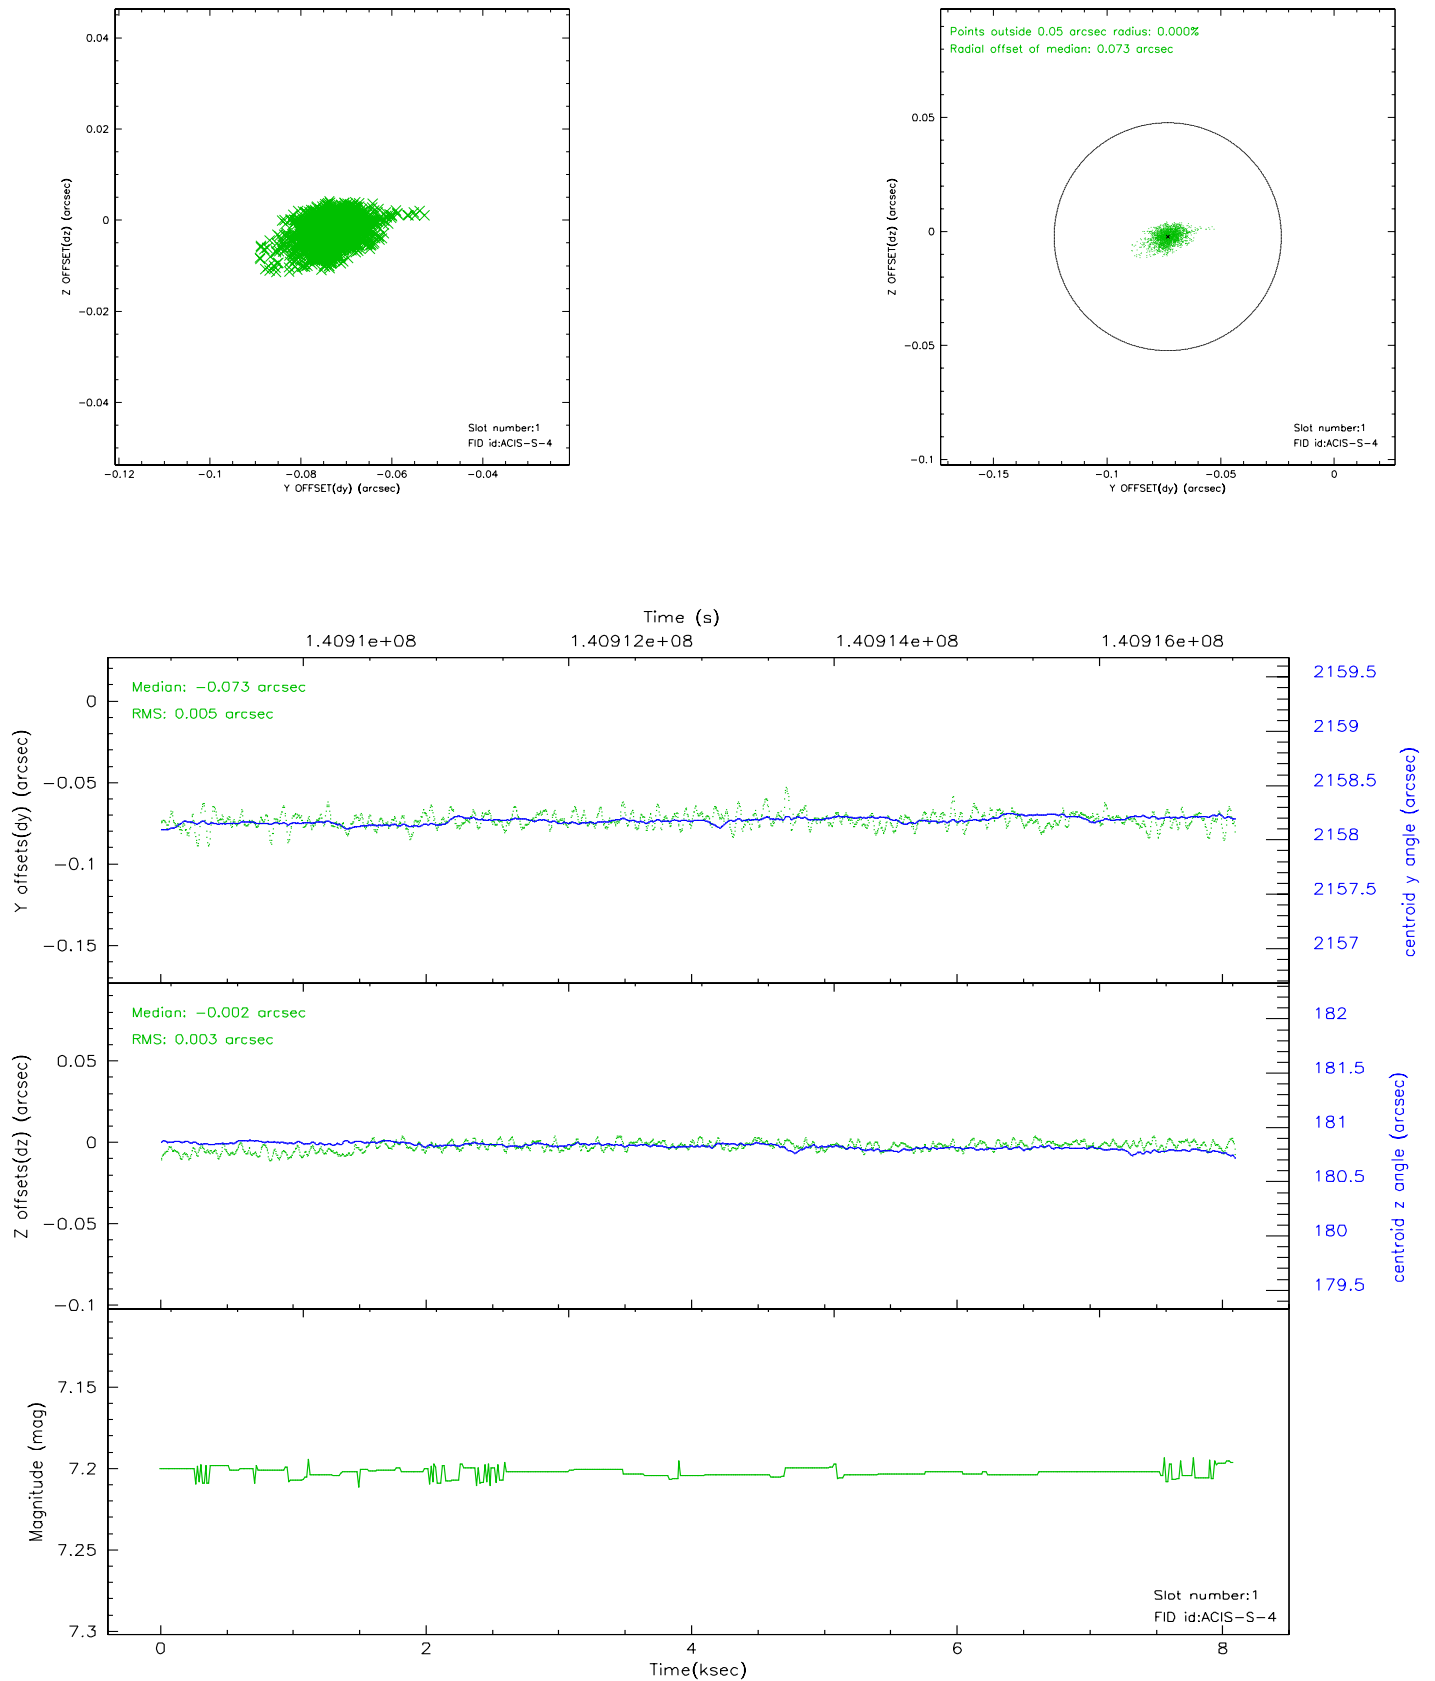 0.04
0.02
0
-0.02
-0.04
Z OFFSET(dz) (arcsec)
Slot number:1
FID id:ACIS-S-4
-0.12
-0.1
-0.08
-0.06
-0.04
Y OFFSET(dy) (arcsec)
Points outside 0.05 arcsec radius: 0.000%
Radial offset of median: 0.073 arcsec
0.05
0
-0.05
-0.1
Z OFFSET(dz) (arcsec)
Slot number:1
FID id:ACIS-S-4
-0.15
-0.1
-0.05
0
Y OFFSET(dy) (arcsec)
Time (s)
1.4091e+08
1.40912e+08
1.40914e+08
1.40916e+08
Median: -0.073 arcsec
RMS: 0.005 arcsec
0
-0.05
-0.1
-0.15
Y offsets(dy) (arcsec)
2159.5
2159
2158.5
2158
2157.5
2157
centroid y angle (arcsec)
Median: -0.002 arcsec
RMS: 0.003 arcsec
0.05
0
-0.05
-0.1
Z offsets(dz) (arcsec)
182
181.5
181
180.5
180
179.5
centroid z angle (arcsec)
7.15
7.2
7.25
7.3
Magnitude (mag)
Slot number:1
FID id:ACIS-S-4
0
2
4
6
8
Time(ksec)